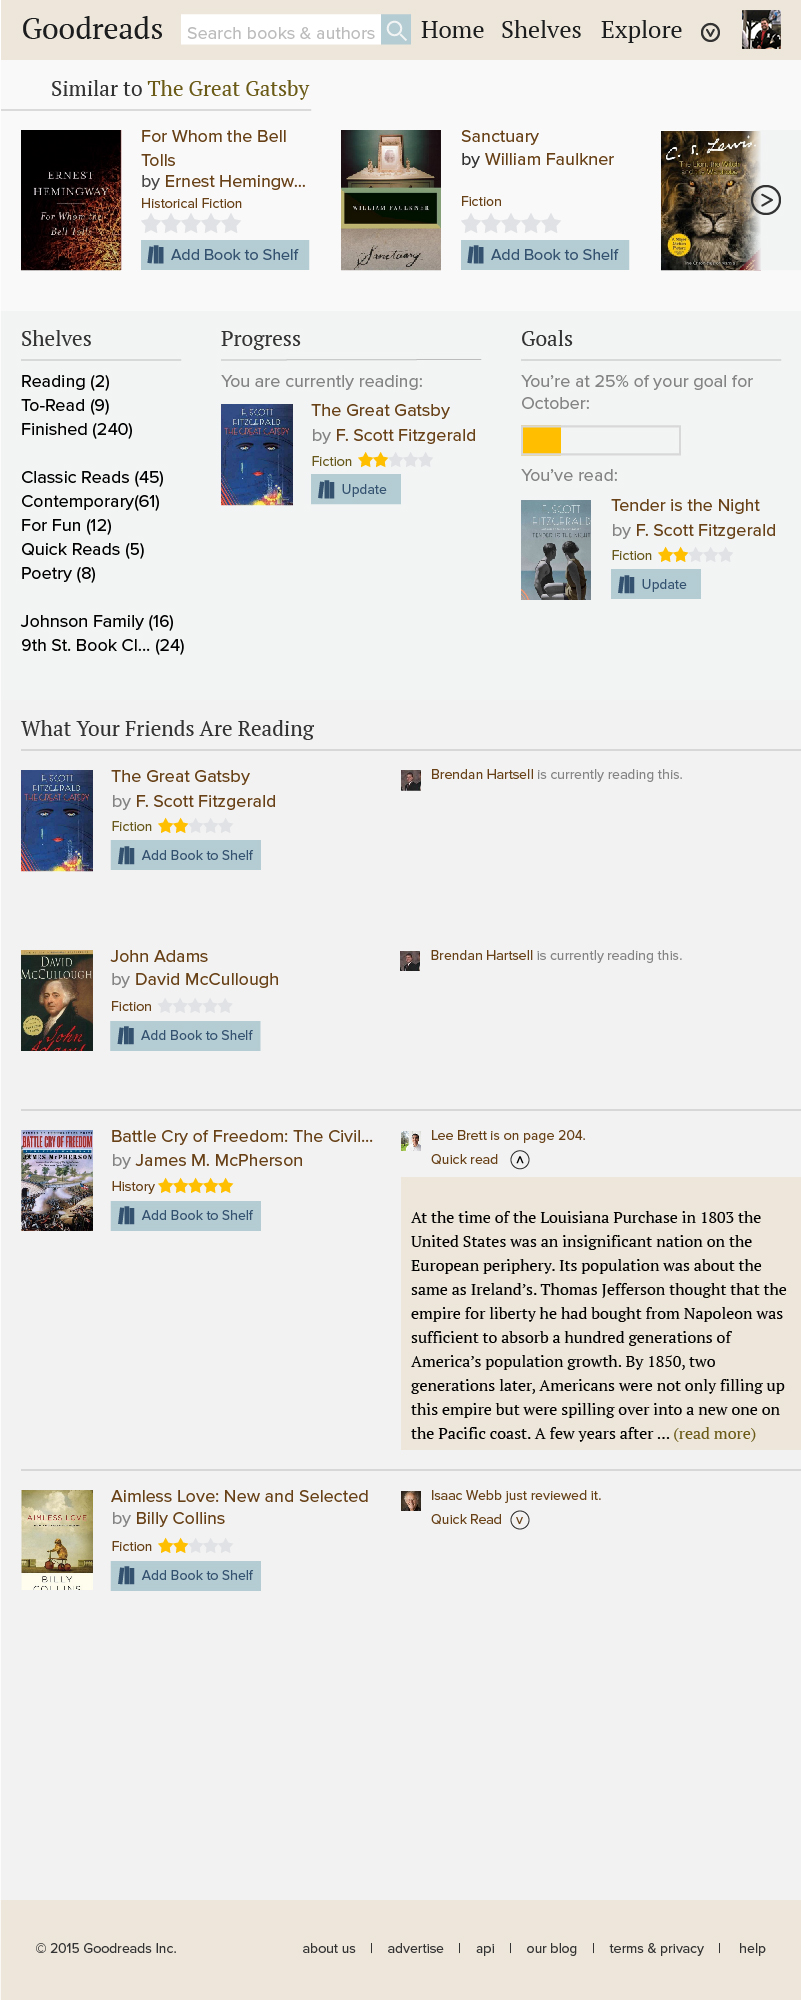 Goodreads
Search books & authors
Home Shelves Explore
Similar to The Great Gatsby
ERNEST
HEMINGWAY
For Whom the
Bell Tolls
For Whom the Bell
Tolls
by Ernest Hemingw...
Historical Fiction
Add Book to Shelf
WILLIAM FAULKNER
Sanctuary
Sanctuary
by William Faulkner
Fiction
Add Book to Shelf
C. S. Lewis
Shelves
Reading (2)
To-Read (9)
Finished (240)
Classic Reads (45)
Contemporary(61)
For Fun (12)
Quick Reads (5)
Poetry (8)
Johnson Family (16)
9th St. Book Cl... (24)
Progress
You are currently reading:
F. SCOTT
FITZGERALD
THE GREAT GATSBY
The Great Gatsby
by F. Scott Fitzgerald
Fiction
Update
Goals
You're at 25% of your goal for
October:
You've read:
F. SCOTT
FITZGERALD
TENDER IS THE NIGHT
Tender is the Night
by F. Scott Fitzgerald
Fiction
Update
What Your Friends Are Reading
F. SCOTT
FITZGERALD
THE GREAT GATSBY
The Great Gatsby
by F. Scott Fitzgerald
Fiction
Add Book to Shelf
Brendan Hartsell is currently reading this.
DAVID
McCULLOUGH
John
Adams
John Adams
by David McCullough
Fiction
Add Book to Shelf
Brendan Hartsell is currently reading this.
BATTLE CRY OF FREEDOM
JAMES M. McPHERSON
Battle Cry of Freedom: The Civil...
by James M. McPherson
History
Add Book to Shelf
Lee Brett is on page 204.
Quick read
At the time of the Louisiana Purchase in 1803 the
United States was an insignificant nation on the
European periphery. Its population was about the
same as Ireland's. Thomas Jefferson thought that the
empire for liberty he had bought from Napoleon was
sufficient to absorb a hundred generations of
America's population growth. By 1850, two
generations later, Americans were not only filling up
this empire but were spilling over into a new one on
the Pacific coast. A few years after ... (read more)
AIMLESS LOVE
BILLY
COLLINS
Aimless Love: New and Selected
by Billy Collins
Fiction
Add Book to Shelf
Isaac Webb just reviewed it.
Quick Read
© 2015 Goodreads Inc.
about us | advertise | api | our blog | terms & privacy | help